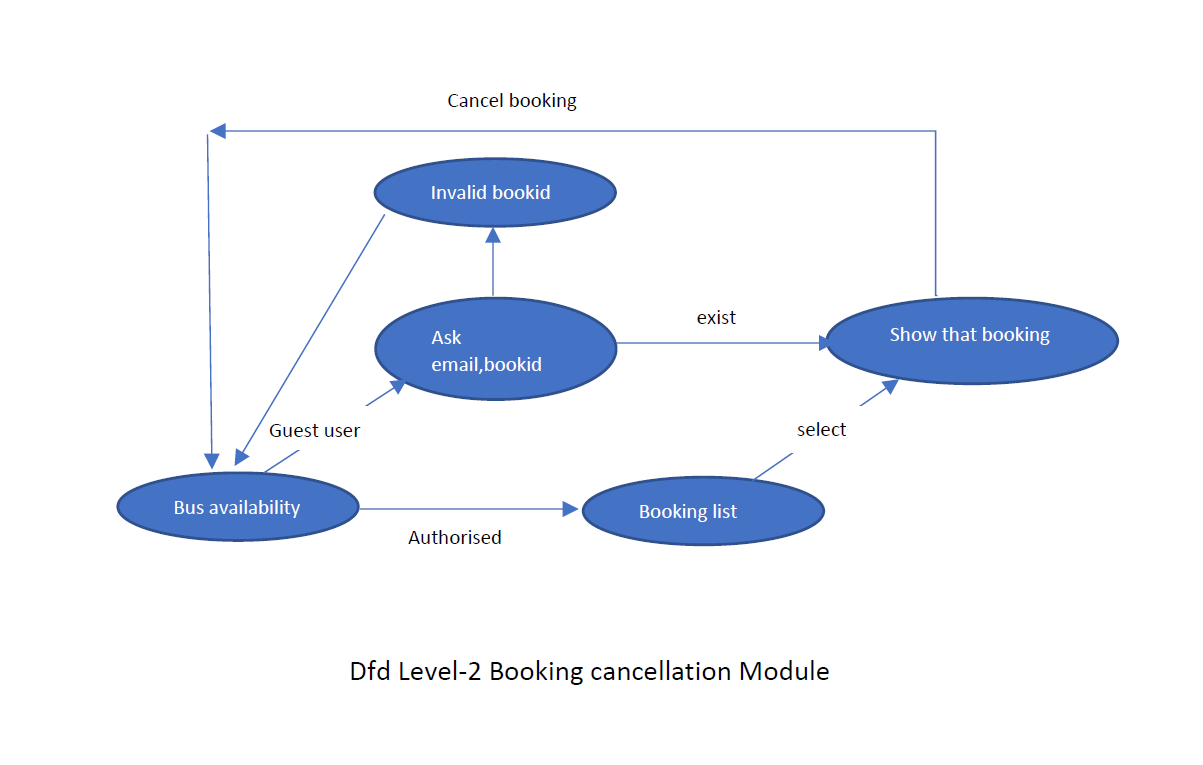 Cancel booking
Invalid bookid
exist
Ask
email,bookid
Show that booking
Guest user
select
Bus availability
Booking list
Authorised
Dfd Level-2 Booking cancellation Module